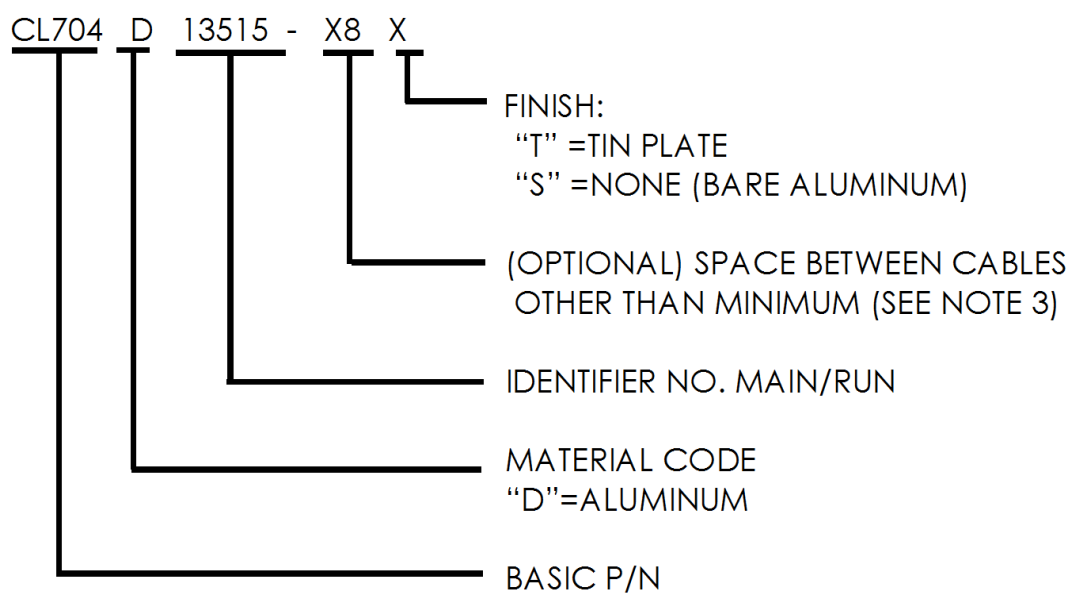 CL704 D 13515 - X8 X
FINISH:
“T” =TIN PLATE
“S” =NONE (BARE ALUMINUM)
(OPTIONAL) SPACE BETWEEN CABLES
OTHER THAN MINIMUM (SEE NOTE 3)
IDENTIFIER NO. MAIN/RUN
MATERIAL CODE
“D”=ALUMINUM
BASIC P/N